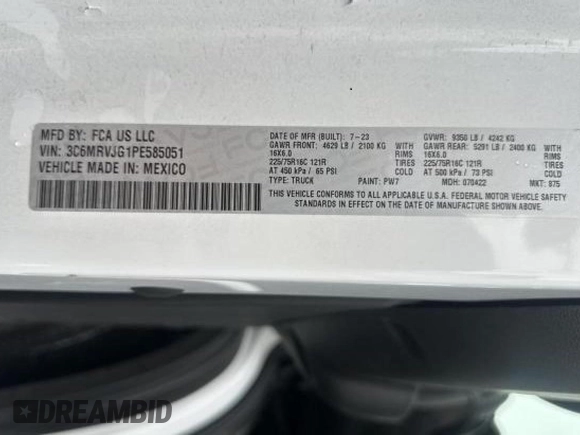 MFD BY: FCA US LLC
VIN: 3C6MRVJG1PE585051
VEHICLE MADE IN: MEXICO
DATE OF MFR (BUILT): 7-23 GVWR: 9350 LB / 4242 KG
GAWR FRONT: 4629 LB / 2100 KG WITH GAWR REAR: 5291 LB / 2400 KG WITH
16X6.0 RIMS 16X6.0 RIMS
225/75R16C 121R TIRES 225/75R16C 121R TIRES
AT 450 kPa / 65 PSI COLD AT 500 kPa / 73 PSI COLD
TYPE: TRUCK PAINT: PW7 MDH: 070422 MKT: 875
THIS VEHICLE CONFORMS TO ALL APPLICABLE U.S.A. FEDERAL MOTOR VEHICLE SAFETY
STANDARDS IN EFFECT ON THE DATE OF MANUFACTURE SHOWN ABOVE.
DREAMBID